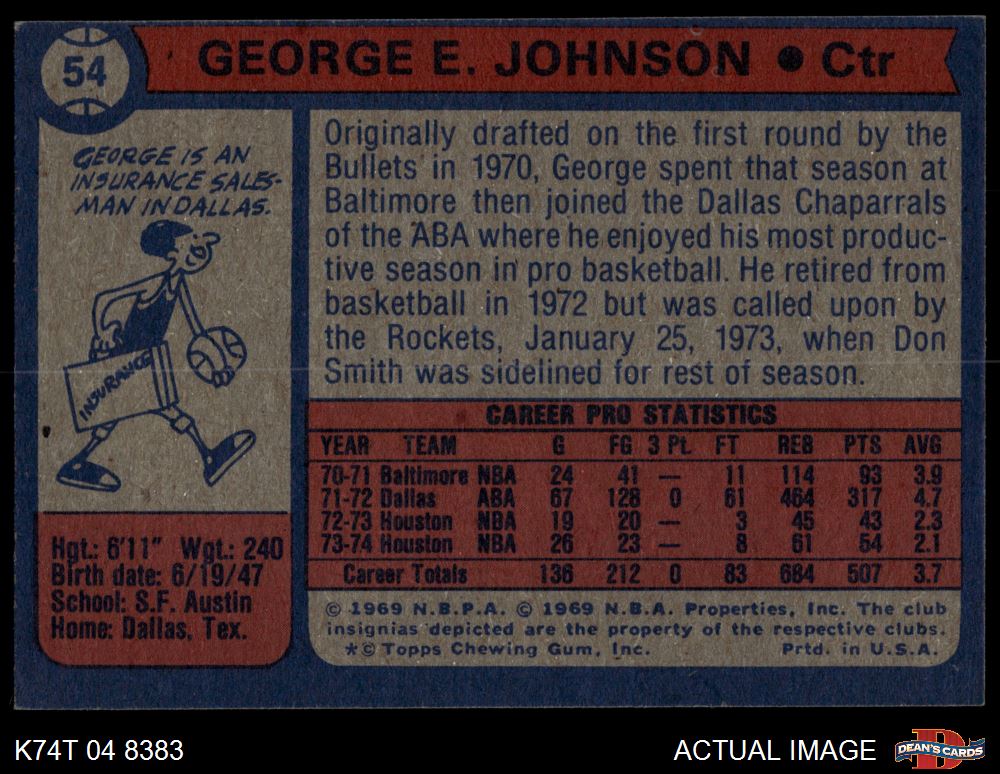 54
GEORGE E. JOHNSON ● Ctr
GEORGE IS AN
INSURANCE SALES-
MAN IN DALLAS.
INSURANCE
Hgt.: 6'11" Wgt.: 240
Birth date: 6/19/47
School: S.F. Austin
Home: Dallas, Tex.
Originally drafted on the first round by the
Bullets in 1970, George spent that season at
Baltimore then joined the Dallas Chaparrals
of the ABA where he enjoyed his most produc-
tive season in pro basketball. He retired from
basketball in 1972 but was called upon by
the Rockets, January 25, 1973, when Don
Smith was sidelined for rest of season.
CAREER PRO STATISTICS
YEAR TEAM G FG 3 Pt. FT REB PTS AVG
70-71 Baltimore NBA 24 41 — 11 114 93 3.9
71-72 Dallas ABA 67 128 0 61 464 317 4.7
72-73 Houston NBA 19 20 — 3 45 43 2.3
73-74 Houston NBA 26 23 — 8 61 54 2.1
Career Totals 136 212 0 83 684 507 3.7
© 1969 N.B.P.A. © 1969 N.B.A. Properties, Inc. The club
insignias depicted are the property of the respective clubs.
*© Topps Chewing Gum, Inc. Prtd. in U.S.A.
K74T 04 8383
ACTUAL IMAGE
DEAN'S CARDS